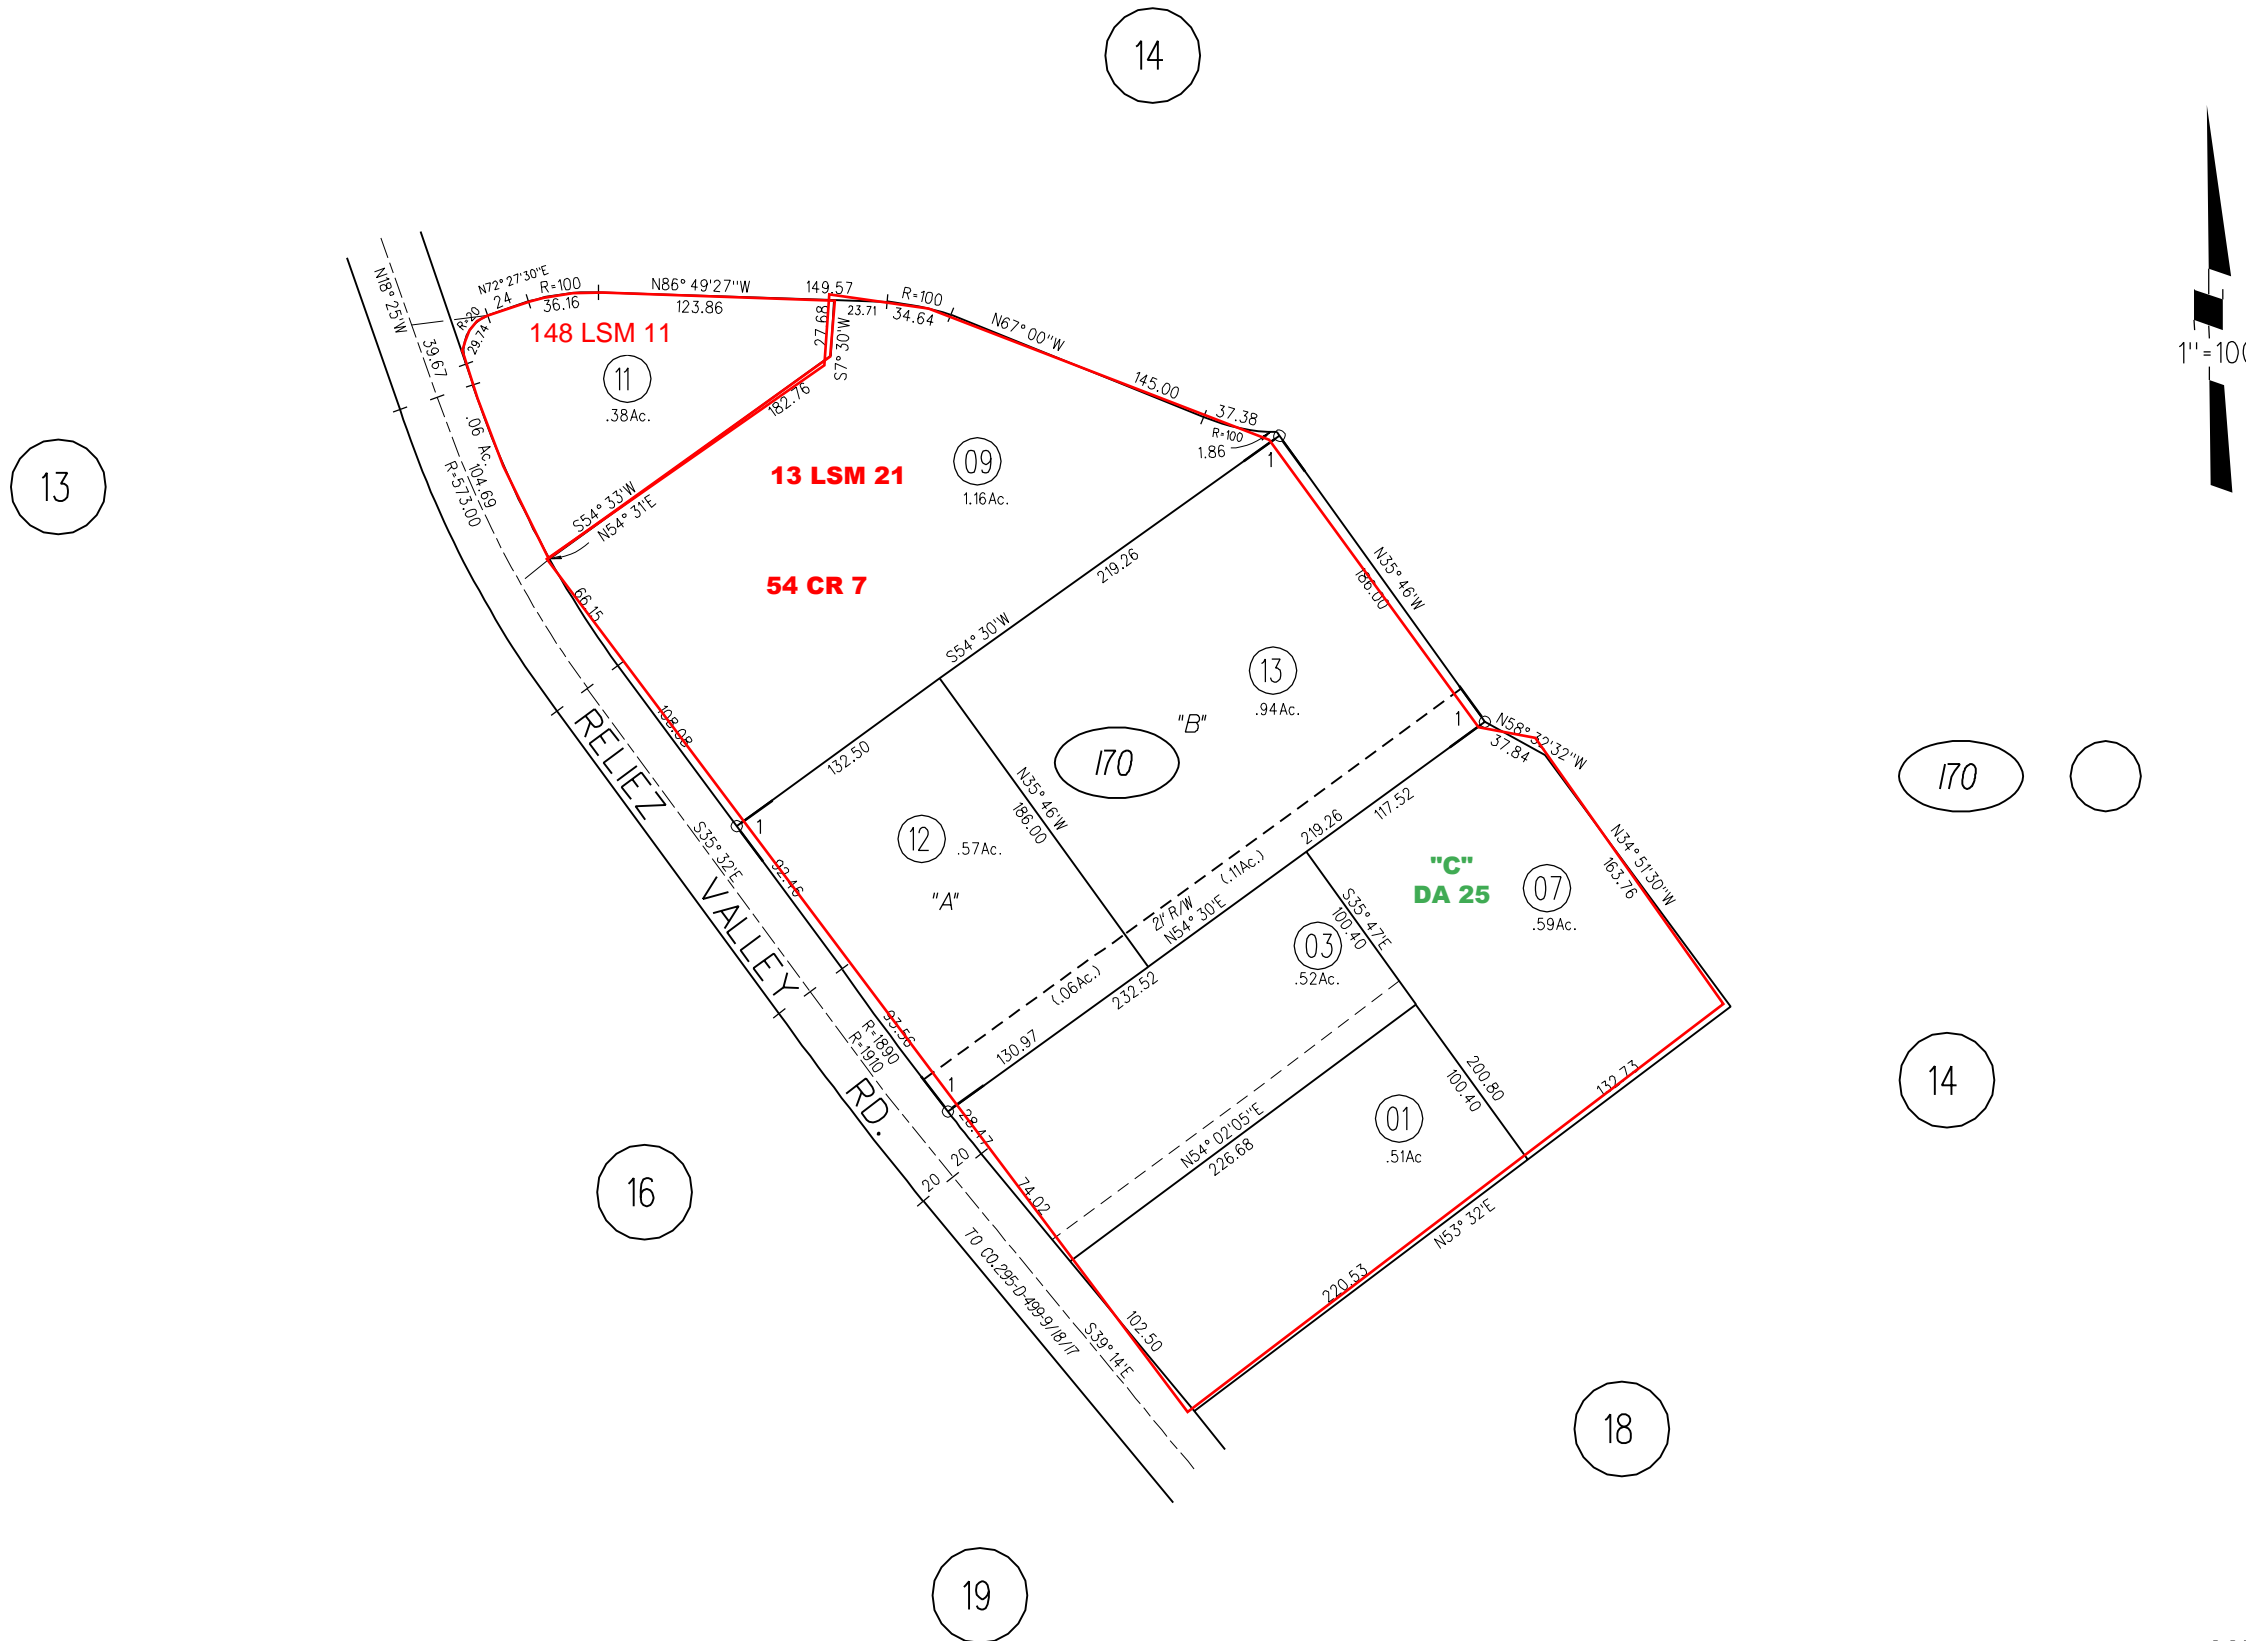 14
N18° 25'W
39.67
R=20
29.74
N72° 27'30"E
24
R=100
36.16
N86° 49'27"W
123.86
149.57
23.71
R=100
34.64
27.68
S7° 30'W
N67° 00'W
145.00
37.38
R=100
1.86
1
1"=100
148 LSM 11
11
.38Ac.
182.76
.06 Ac.
104.69
R=573.00
S54° 33'W
N54° 31'E
13 LSM 21
09
1.16Ac.
13
54 CR 7
66.15
219.26
S54° 30'W
N35° 46'W
186.00
108.08
132.50
13
.94Ac.
"B"
170
N35° 46'W
186.00
1
N58° 32'32"W
37.84
170
RELIEZ VALLEY RD.
S35° 32'E
1
12
.57Ac.
"A"
92.46
219.26
117.52
"C"
DA 25
07
.59Ac.
N34° 51'30"W
163.76
21' R/W
(.11Ac.)
N54° 30'E
(.06Ac.)
232.52
130.97
03
.52Ac.
S35° 47'E
100.40
93.56
R=1890
R=1910
1
28.47
20
20
74.02
N54° 02'05"E
226.68
01
.51Ac
200.80
100.40
132.73
14
16
TO CO.295-D-499-9/18/17
S39° 14'E
102.50
220.53
N53° 32'E
18
19